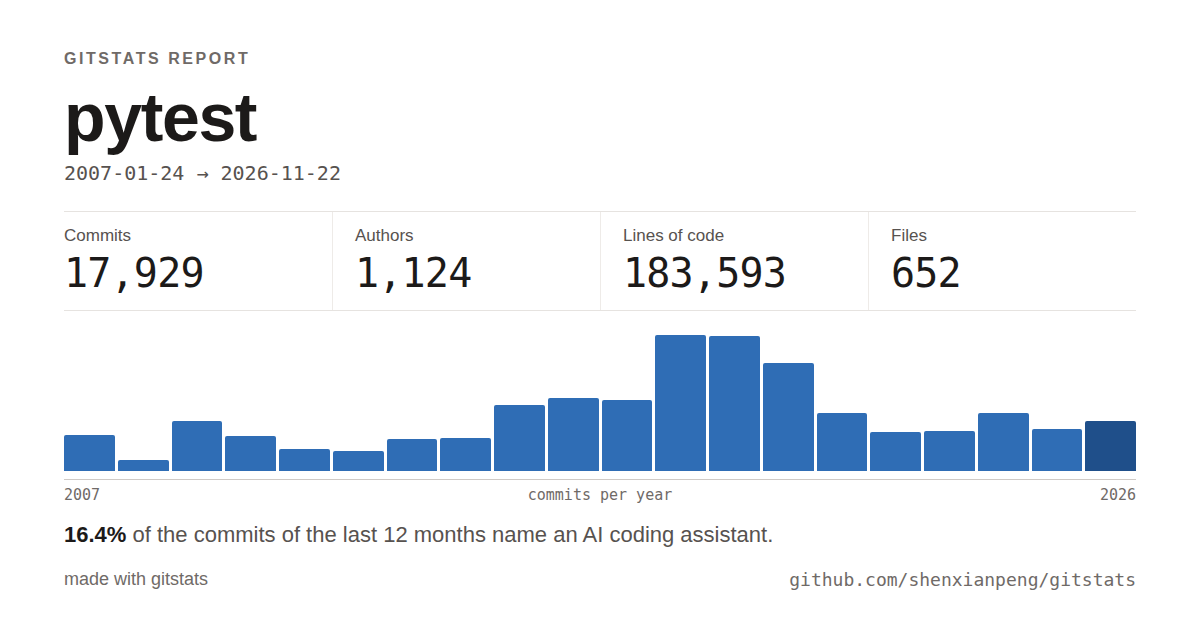 GITSTATS REPORT
pytest
2007-01-24 → 2026-11-22
Commits Authors Lines of code Files
17,929 1,124 183,593 652
2007 commits per year 2026
16.4% of the commits of the last 12 months name an AI coding assistant.
made with gitstats github.com/shenxianpeng/gitstats